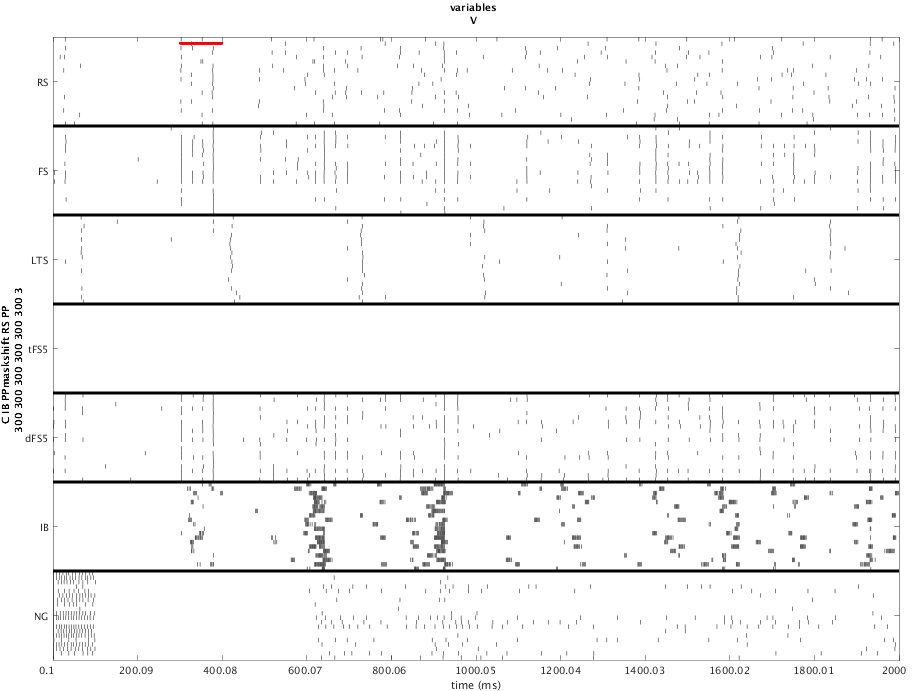 variables
V
RS
FS
LTS
tFS5
dFS5
IB
NG
C IB PPmaskshift RS PP
300 300 300 300 300 300 3
0.1 200.09 400.08 600.07 800.06 1000.05 1200.04 1400.03 1600.02 1800.01 2000
time (ms)